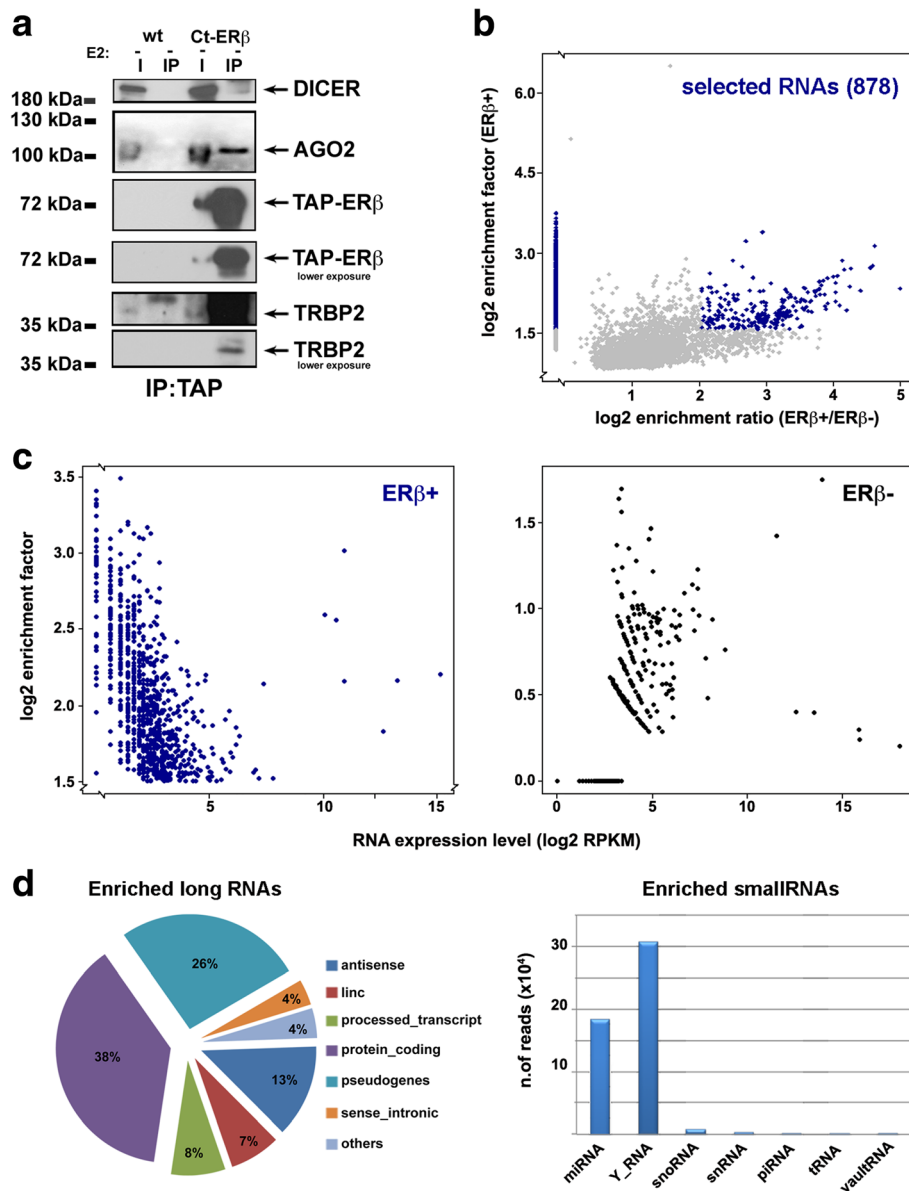 a
wt Ct-ERβ
E2: - - - -
I IP I IP
180 kDa
DICER
130 kDa
100 kDa
AGO2
72 kDa
TAP-ERβ
72 kDa
TAP-ERβ
lower exposure
35 kDa
TRBP2
35 kDa
TRBP2
lower exposure
IP:TAP
b
selected RNAs (878)
log2 enrichment factor (ERβ+)
6.0
4.5
3.0
1.5
1 2 3 4 5
log2 enrichment ratio (ERβ+/ERβ-)
c
ERβ+
log2 enrichment factor
3.5
3.0
2.5
2.0
1.5
5 10 15
ERβ-
1.5
1.0
0.5
0.0
0 5 10 15
RNA expression level (log2 RPKM)
d
Enriched long RNAs
26%
4%
4%
13%
7%
8%
38%
antisense
linc
processed_transcript
protein_coding
pseudogenes
sense_intronic
others
Enriched smallRNAs
n.of reads (x10⁴)
30
20
10
miRNA
Y_RNA
snoRNA
snRNA
piRNA
tRNA
vaultRNA